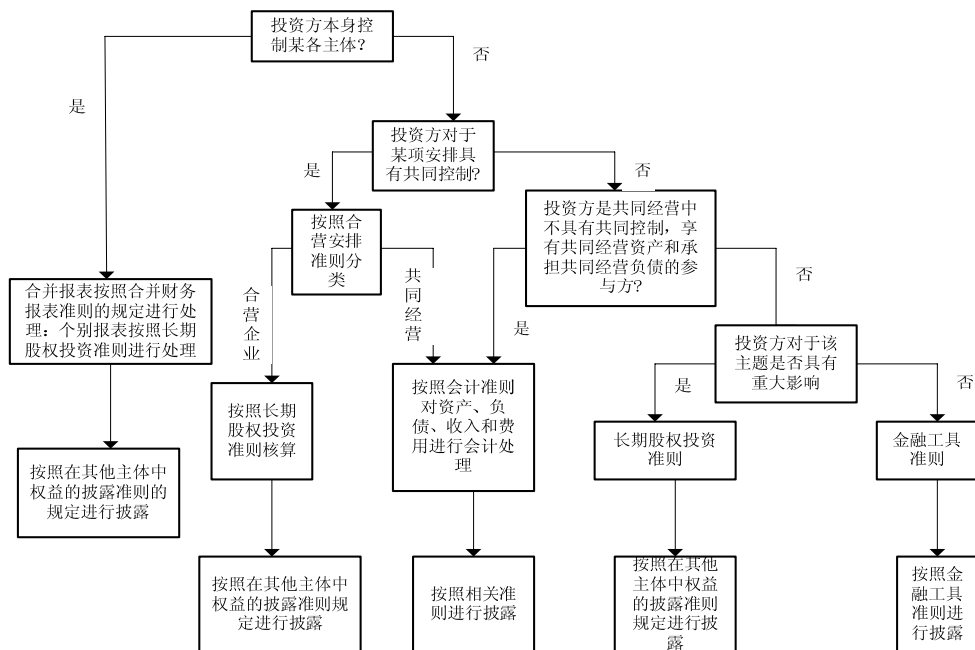 投资方本身控
制某各主体?
否
是
投资方对于
某项安排具
有共同控制?
是
否
按照合
营安排
准则分
类
投资方是共同经营中
不具有共同控制，享
有共同经营资产和承
担共同经营负债的参
与方?
合并报表按照合并财务
报表准则的规定进行处
理：个别报表按照长期
股权投资准则进行处理
合
营
企
业
共
同
经
营
是
否
投资方对于该
主题是否具有
重大影响
是
否
按照长期
股权投资
准则核算
按照会计准则
对资产、负
债、收入和费
用进行会计处
理
长期股权投资
准则
金融工具
准则
按照在其他主体中
权益的披露准则的
规定进行披露
按照在其他主体中
权益的披露准则规
定进行披露
按照相关准
则进行披露
按照在其他
主体中权益
的披露准则
规定进行披
露
按照金
融工具
准则进
行披露